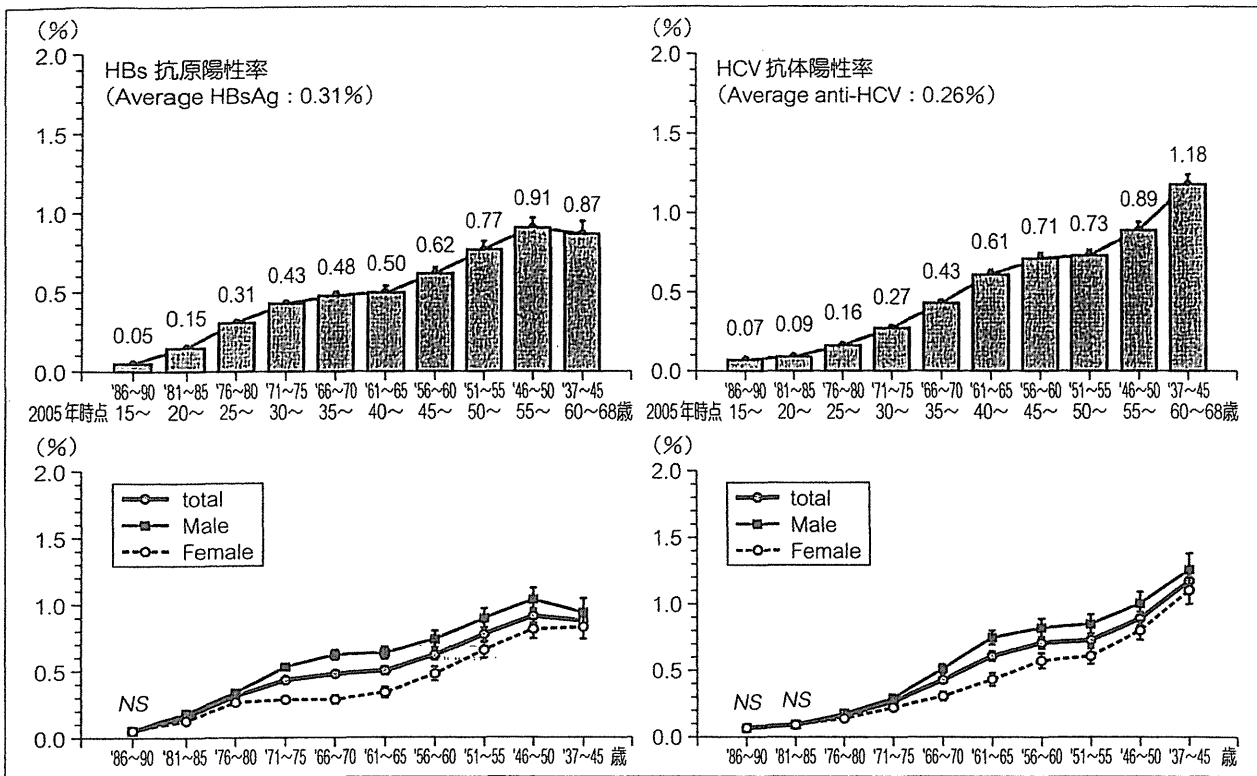 (%)
2.0
HBs 抗原陽性率
(Average HBsAg : 0.31%)
1.5
1.0
0.5
0.0
0.05 0.15 0.31 0.43 0.48 0.50 0.62 0.77 0.91 0.87
'86~90 '81~85 '76~80 '71~75 '66~70 '61~65 '56~60 '51~55 '46~50 '37~45
2005年時点 15~ 20~ 25~ 30~ 35~ 40~ 45~ 50~ 55~ 60~68歳
(%)
2.0
HCV抗体陽性率
(Average anti-HCV : 0.26%)
1.5
1.0
0.5
0.0
0.07 0.09 0.16 0.27 0.43 0.61 0.71 0.73 0.89 1.18
'86~90 '81~85 '76~80 '71~75 '66~70 '61~65 '56~60 '51~55 '46~50 '37~45
2005年時点 15~ 20~ 25~ 30~ 35~ 40~ 45~ 50~ 55~ 60~68歳
(%)
2.0
total
Male
Female
1.5
1.0
0.5
0.0
NS
'86~90 '81~85 '76~80 '71~75 '66~70 '61~65 '56~60 '51~55 '46~50 '37~45 歳
(%)
2.0
total
Male
Female
1.5
1.0
0.5
0.0
NS NS
'86~90 '81~85 '76~80 '71~75 '66~70 '61~65 '56~60 '51~55 '46~50 '37~45 歳